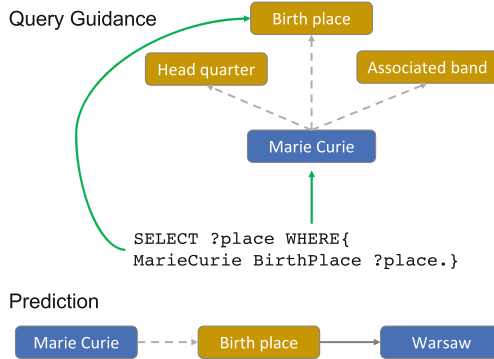 Query Guidance
Birth place
Head quarter
Associated band
Marie Curie
SELECT ?place WHERE{
MarieCurie BirthPlace ?place.}
Prediction
Marie Curie
Birth place
Warsaw